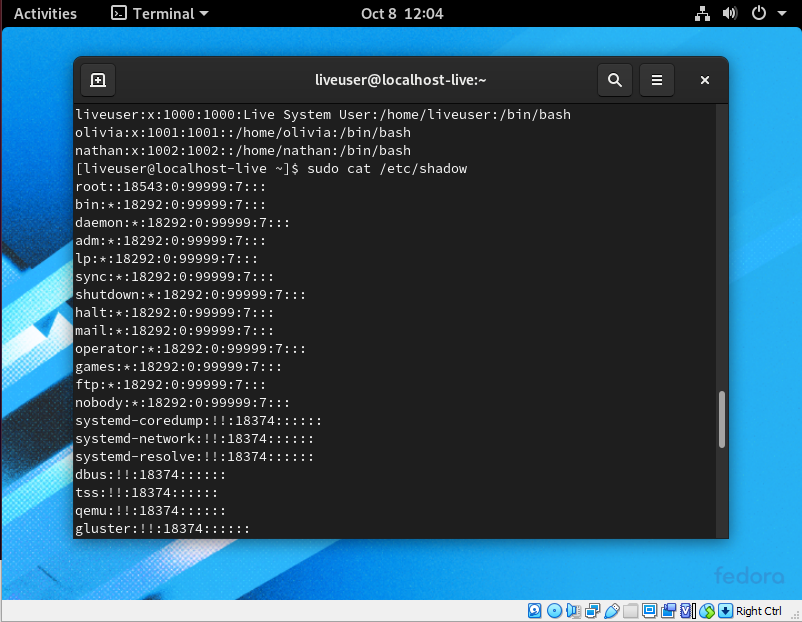 Activities Terminal Oct 8 12:04
liveuser@localhost-live:~
liveuser:x:1000:1000:Live System User:/home/liveuser:/bin/bash
olivia:x:1001:1001::/home/olivia:/bin/bash
nathan:x:1002:1002::/home/nathan:/bin/bash
[liveuser@localhost-live ~]$ sudo cat /etc/shadow
root::18543:0:99999:7:::
bin:*:18292:0:99999:7:::
daemon:*:18292:0:99999:7:::
adm:*:18292:0:99999:7:::
lp:*:18292:0:99999:7:::
sync:*:18292:0:99999:7:::
shutdown:*:18292:0:99999:7:::
halt:*:18292:0:99999:7:::
mail:*:18292:0:99999:7:::
operator:*:18292:0:99999:7:::
games:*:18292:0:99999:7:::
ftp:*:18292:0:99999:7:::
nobody:*:18292:0:99999:7:::
systemd-coredump:!!:18374::::::
systemd-network:!!:18374::::::
systemd-resolve:!!:18374::::::
dbus:!!:18374::::::
tss:!!:18374::::::
qemu:!!:18374::::::
gluster:!!:18374::::::
fedora
Right Ctrl